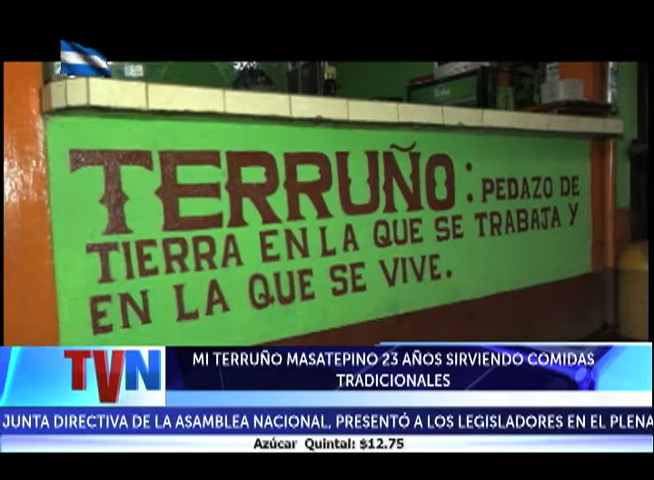 TERRUÑO: PEDAZO DE
TIERRA EN LA QUE SE TRABAJA Y
EN LA QUE SE VIVE.
TVN
MI TERRUÑO MASATEPINO 23 AÑOS SIRVIENDO COMIDAS
TRADICIONALES
JUNTA DIRECTIVA DE LA ASAMBLEA NACIONAL, PRESENTÓ A LOS LEGISLADORES EN EL PLENA
Azúcar Quintal: $12.75